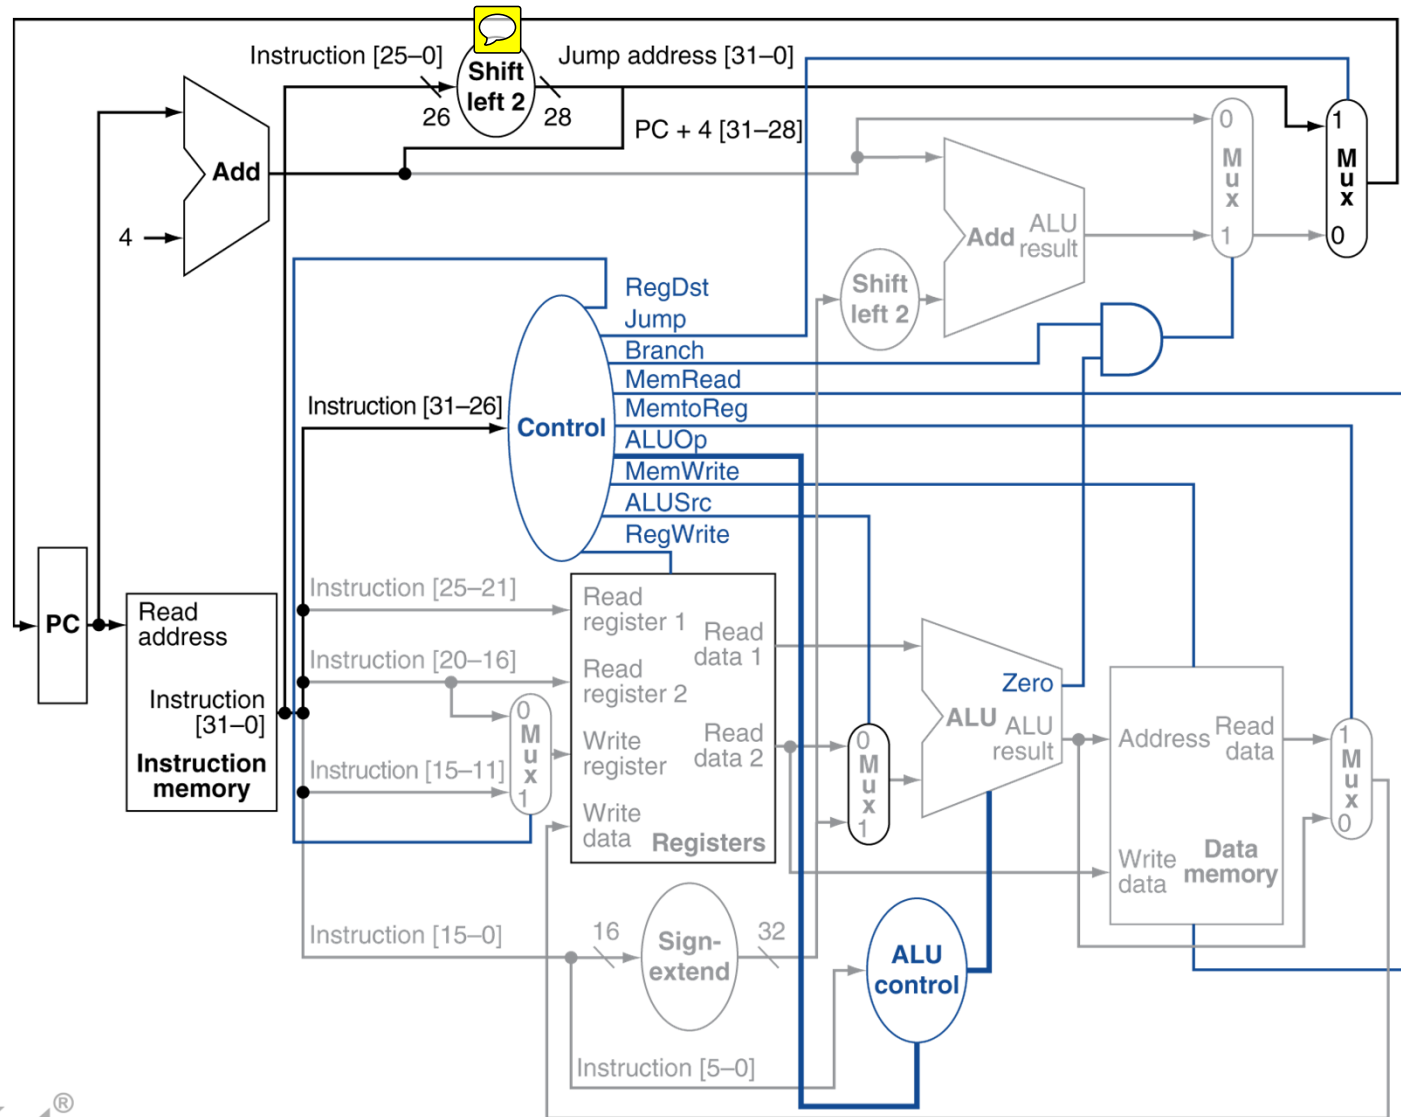 Instruction [25–0]
Shift
left 2
Jump address [31–0]
26
28
PC + 4 [31–28]
Add
4
0
M
u
x
1
1
M
u
x
0
Add
ALU
result
Shift
left 2
RegDst
Jump
Branch
MemRead
MemtoReg
ALUOp
MemWrite
ALUSrc
RegWrite
Instruction [31–26]
Control
PC
Read
address
Instruction
[31–0]
Instruction
memory
Instruction [25–21]
Instruction [20–16]
Instruction [15–11]
0
M
u
x
1
Read
register 1
Read
register 2
Write
register
Write
data
Read
data 1
Read
data 2
Registers
0
M
u
x
1
Zero
ALU
ALU
result
Address
Read
data
Write
data
Data
memory
1
M
u
x
0
Instruction [15–0]
16
Sign-
extend
32
ALU
control
Instruction [5–0]
®